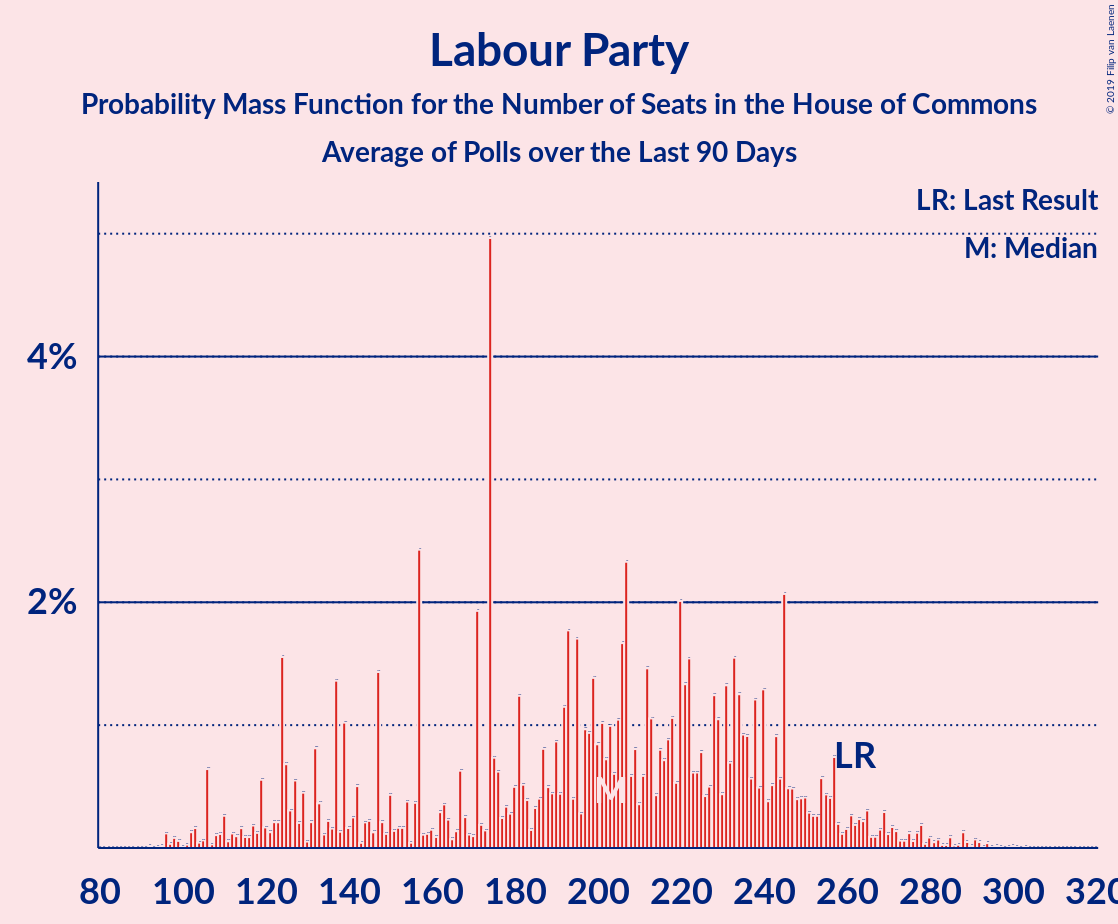 Labour Party
Probability Mass Function for the Number of Seats in the House of Commons
Average of Polls over the Last 90 Days
© 2019 Filip van Laenen
LR: Last Result
M: Median
4%
2%
LR
M
80 100 120 140 160 180 200 220 240 260 280 300 320